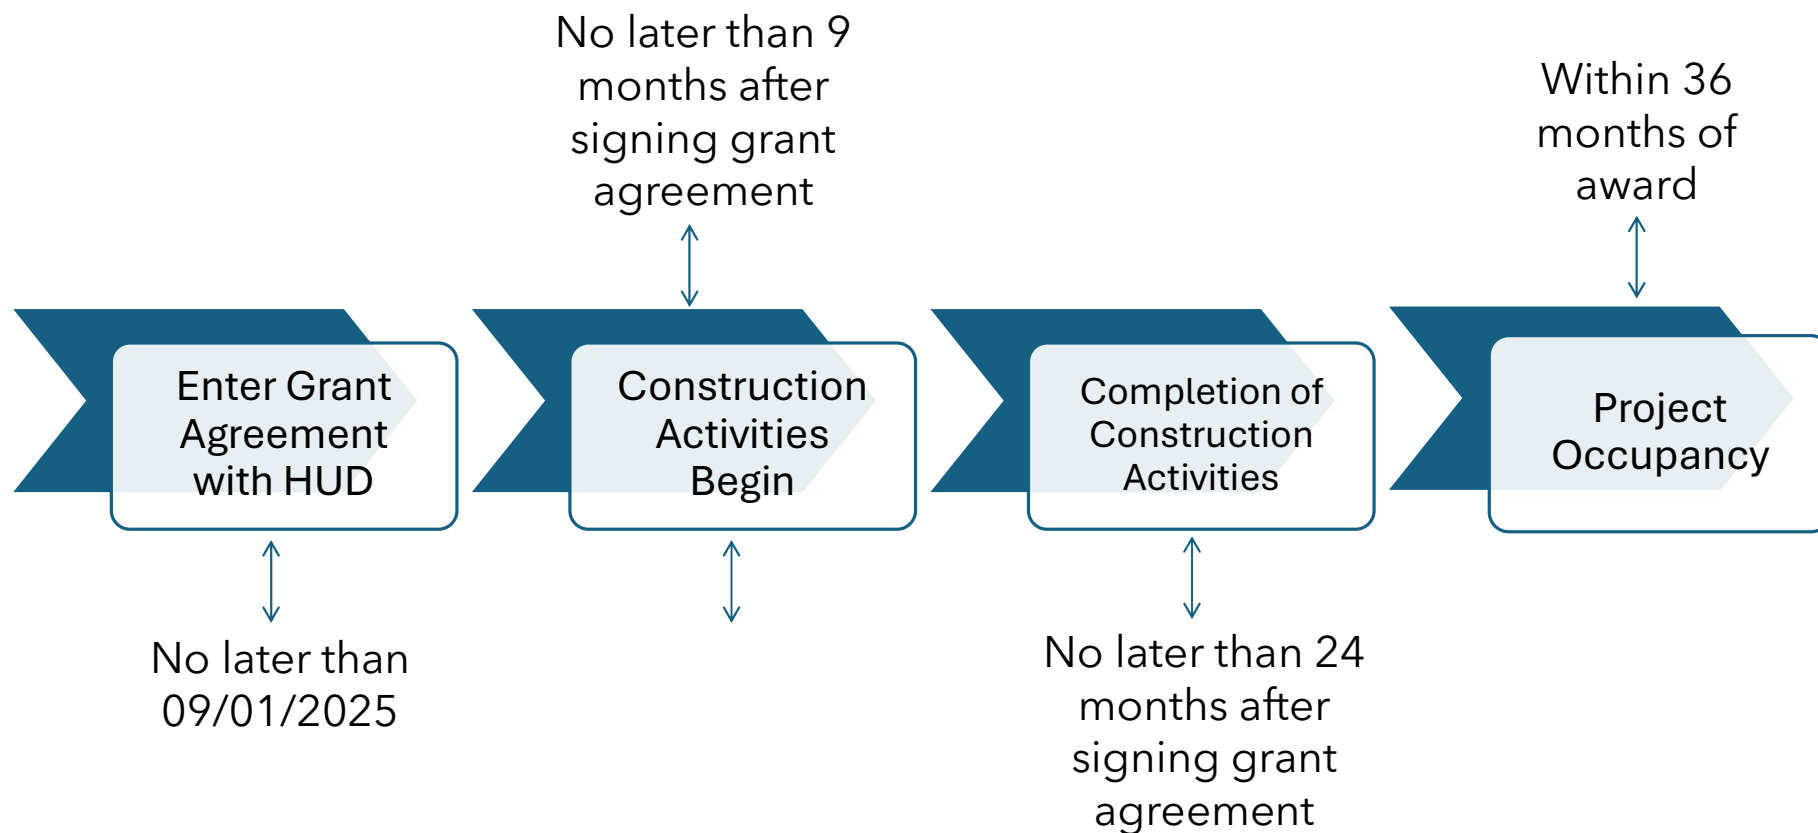 No later than 9
months after
signing grant
agreement
Within 36
months of
award
Enter Grant
Agreement
with HUD
Construction
Activities
Begin
Completion of
Construction
Activities
Project
Occupancy
No later than
09/01/2025
No later than 24
months after
signing grant
agreement